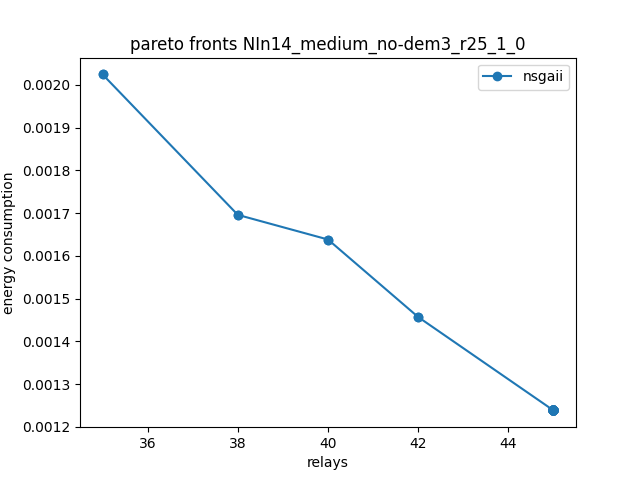 pareto fronts NIn14_medium_no-dem3_r25_1_0
nsgaii
energy consumption
0.0020
0.0019
0.0018
0.0017
0.0016
0.0015
0.0014
0.0013
0.0012
36 38 40 42 44
relays